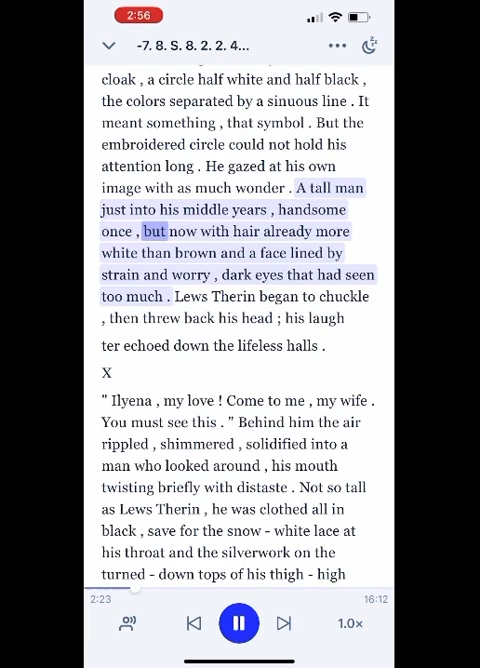 2:56
-7. 8. S. 8. 2. 2. 4...
cloak , a circle half white and half black ,
the colors separated by a sinuous line . It
meant something , that symbol . But the
embroidered circle could not hold his
attention long . He gazed at his own
image with as much wonder . A tall man
just into his middle years , handsome
once , but now with hair already more
white than brown and a face lined by
strain and worry , dark eyes that had seen
too much . Lews Therin began to chuckle
, then threw back his head ; his laugh
ter echoed down the lifeless halls .
X
" Ilyena , my love ! Come to me , my wife .
You must see this . " Behind him the air
rippled , shimmered , solidified into a
man who looked around , his mouth
twisting briefly with distaste . Not so tall
as Lews Therin , he was clothed all in
black , save for the snow - white lace at
his throat and the silverwork on the
turned - down tops of his thigh - high
2:23
16:12
1.0×